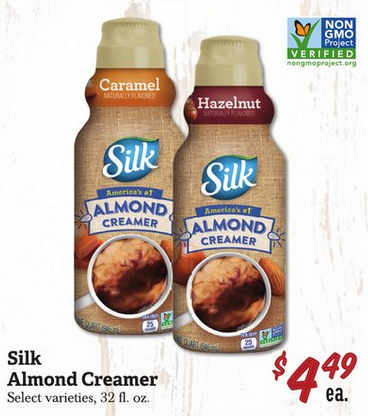 NON
GMO
Project
VERIFIED
nongmoproject.org
Caramel
NATURALLY FLAVORED
Hazelnut
NATURALLY FLAVORED
Silk
America's #1
ALMOND
CREAMER
Silk
America's #1
ALMOND
CREAMER
25
25
Silk
Almond Creamer
Select varieties, 32 fl. oz.
$4.49
ea.